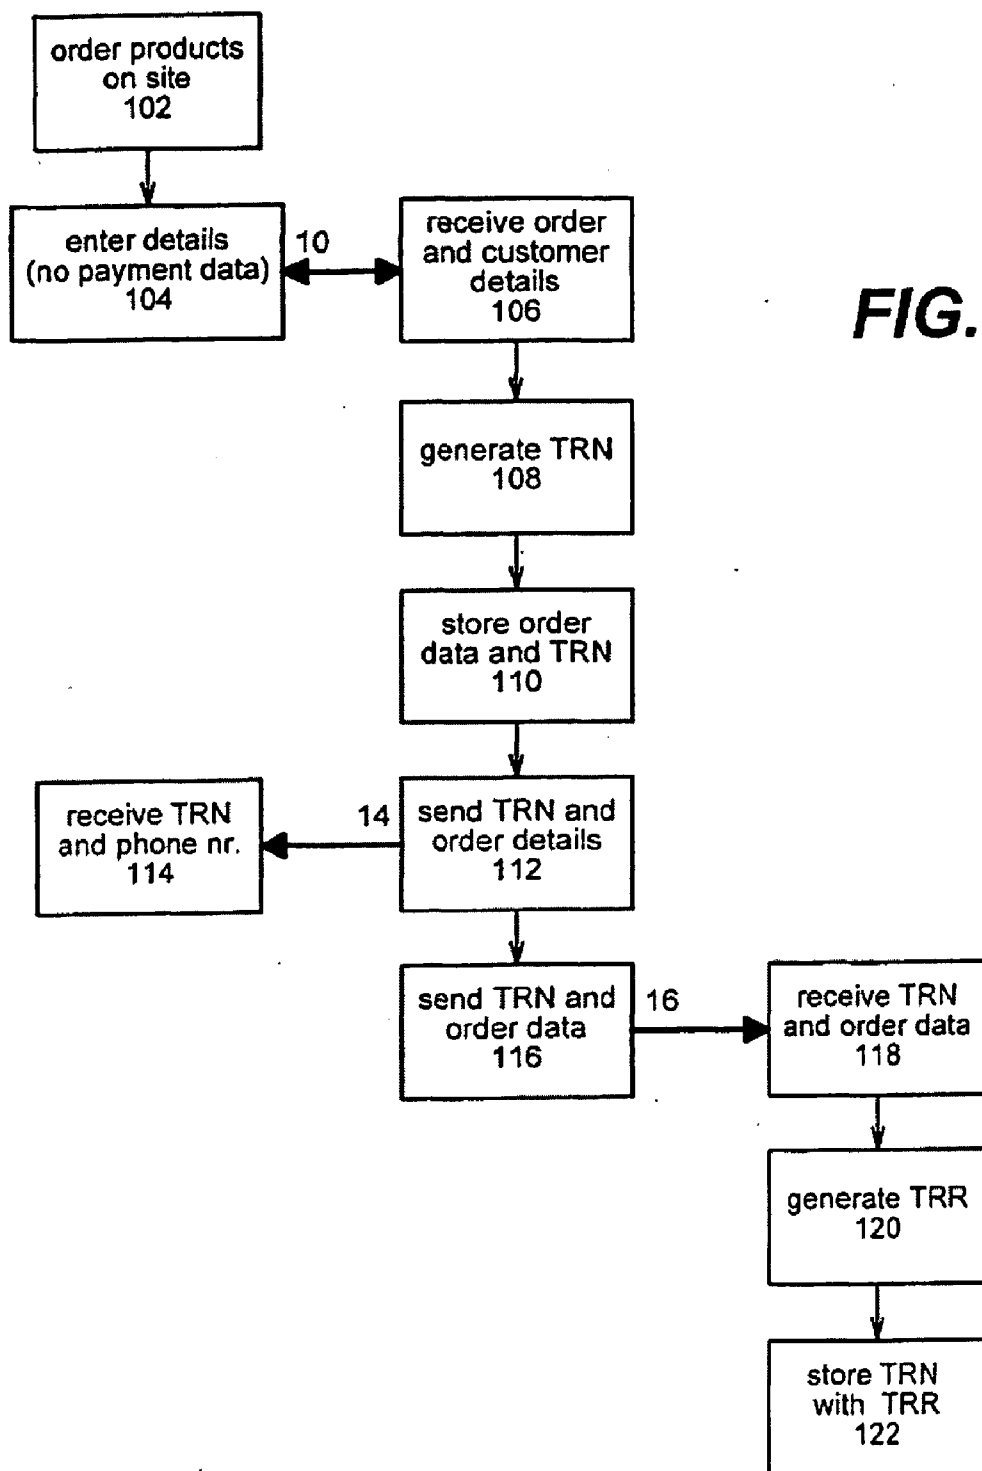 order products
on site
102
enter details
(no payment data)
104
10
receive order
and customer
details
106
FIG.
generate TRN
108
store order
data and TRN
110
receive TRN
and phone nr.
114
14
send TRN and
order details
112
send TRN and
order data
116
16
receive TRN
and order data
118
generate TRR
120
store TRN
with TRR
122